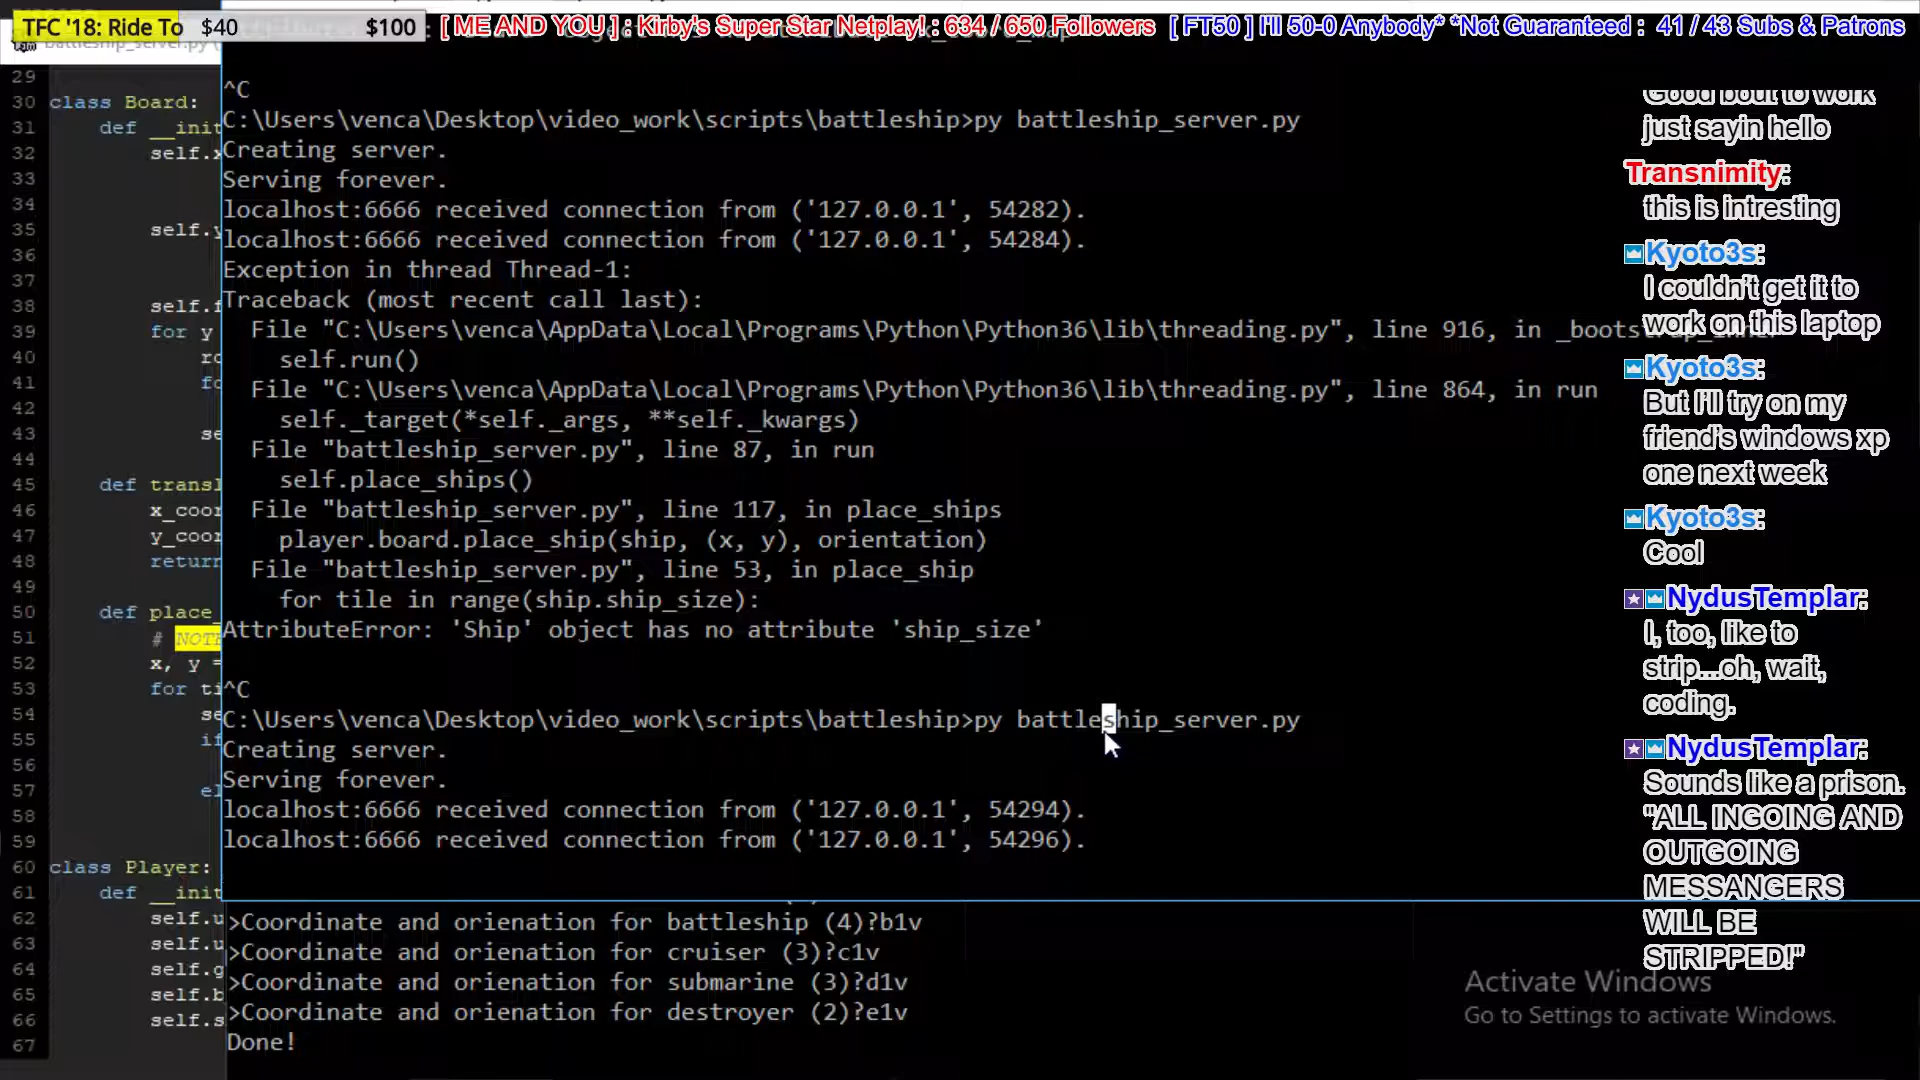 TFC '18: Ride To $40 $100
[ ME AND YOU ] : Kirby's Super Star Netplay! : 634 / 650 Followers [ FT50 ] I'll 50-0 Anybody* *Not Guaranteed : 41 / 43 Subs & Patrons
29
30 class Board:
31 def __init
32 self.x
33
34
35 self.y
36
37
38 self.f
39 for y
40 ro
41 fo
42
43 se
44
45 def transl
46 x_coor
47 y_coor
48 return
49
50 def place_
51 # NOTE
52 x, y =
53 for ti
54 se
55 if
56
57 el
58
59
60 class Player:
61 def __init
62 self.u
63 self.u
64 self.g
65 self.b
66 self.s
67
^C
C:\Users\venca\Desktop\video_work\scripts\battleship>py battleship_server.py
Creating server.
Serving forever.
localhost:6666 received connection from ('127.0.0.1', 54282).
localhost:6666 received connection from ('127.0.0.1', 54284).
Exception in thread Thread-1:
Traceback (most recent call last):
File "C:\Users\venca\AppData\Local\Programs\Python\Python36\lib\threading.py", line 916, in _bootstrap_inner
self.run()
File "C:\Users\venca\AppData\Local\Programs\Python\Python36\lib\threading.py", line 864, in run
self._target(*self._args, **self._kwargs)
File "battleship_server.py", line 87, in run
self.place_ships()
File "battleship_server.py", line 117, in place_ships
player.board.place_ship(ship, (x, y), orientation)
File "battleship_server.py", line 53, in place_ship
for tile in range(ship.ship_size):
AttributeError: 'Ship' object has no attribute 'ship_size'
^C
C:\Users\venca\Desktop\video_work\scripts\battleship>py battleship_server.py
Creating server.
Serving forever.
localhost:6666 received connection from ('127.0.0.1', 54294).
localhost:6666 received connection from ('127.0.0.1', 54296).
>Coordinate and orienation for battleship (4)?b1v
>Coordinate and orienation for cruiser (3)?c1v
>Coordinate and orienation for submarine (3)?d1v
>Coordinate and orienation for destroyer (2)?e1v
Done!
Good bout to work
just sayin hello
Transnimity:
this is intresting
Kyoto3s:
I couldn't get it to
work on this laptop
Kyoto3s:
But I'll try on my
friend's windows xp
one next week
Kyoto3s:
Cool
NydusTemplar:
I, too, like to
strip...oh, wait,
coding.
NydusTemplar:
Sounds like a prison.
"ALL INGOING AND
OUTGOING
MESSANGERS
WILL BE
STRIPPED!"
Activate Windows
Go to Settings to activate Windows.